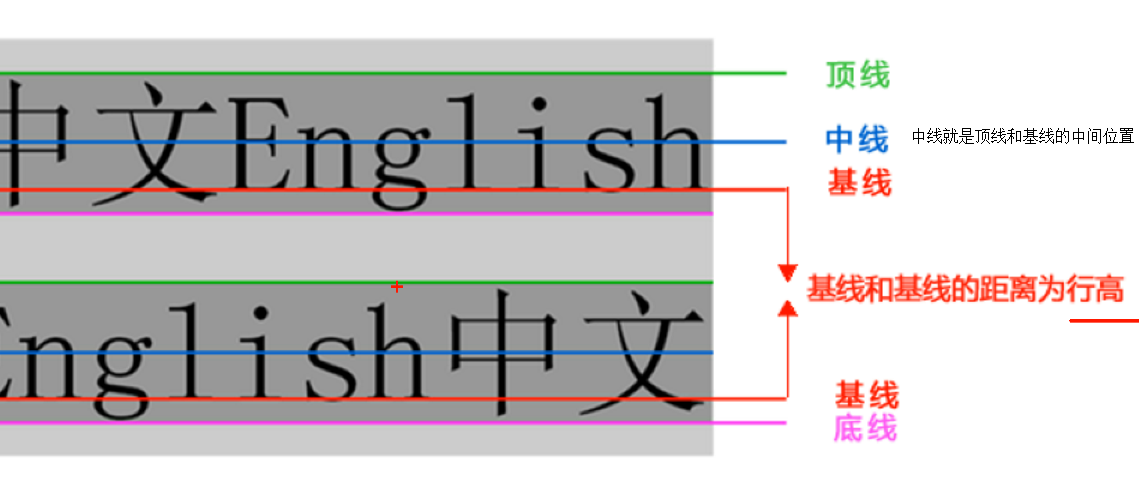 顶线
中文English
中线 中线就是顶线和基线的中间位置
基线
基线和基线的距离为行高
English中文
基线
底线